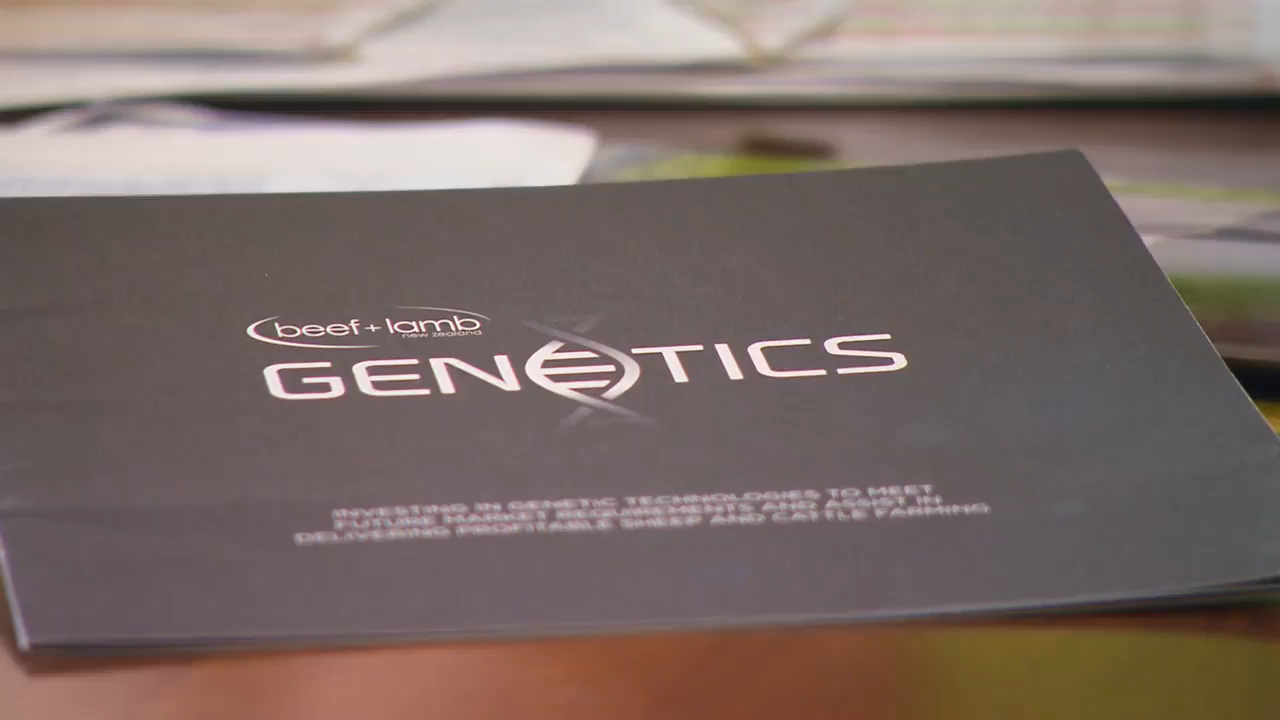 beef + lamb
new zealand
GENETICS
INVESTING IN GENETIC TECHNOLOGIES TO MEET
FUTURE MARKET REQUIREMENTS AND ASSIST IN
DELIVERING PROFITABLE SHEEP AND CATTLE FARMING